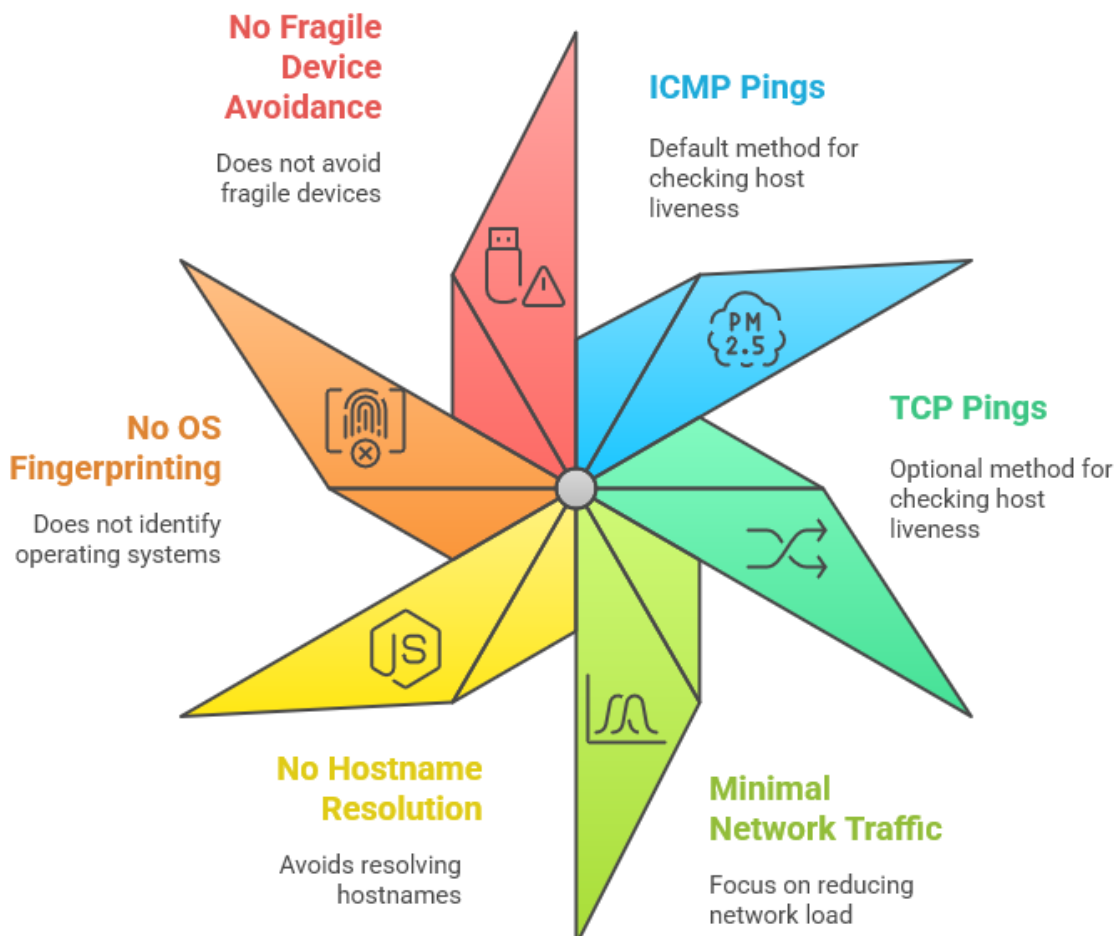 No Fragile
Device
Avoidance
Does not avoid
fragile devices
ICMP Pings
Default method for
checking host
liveness
PM
2.5
TCP Pings
Optional method for
checking host
liveness
No OS
Fingerprinting
Does not identify
operating systems
JS
No Hostname
Resolution
Avoids resolving
hostnames
Minimal
Network Traffic
Focus on reducing
network load